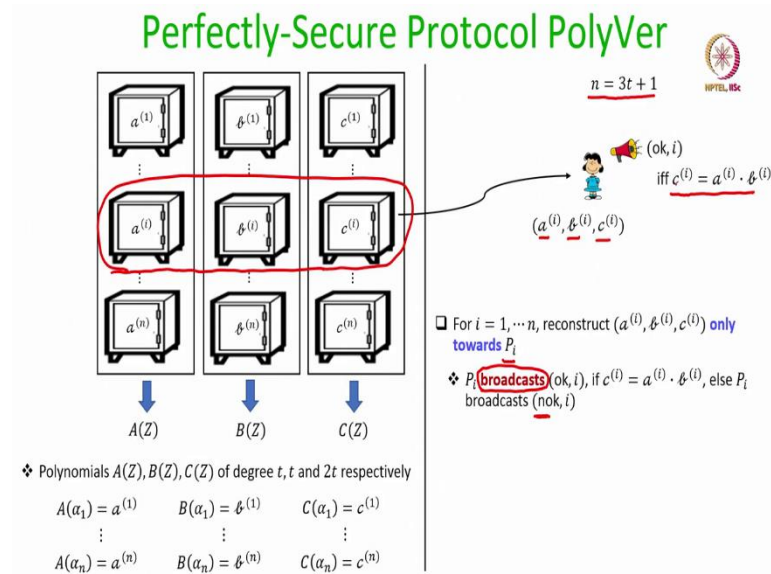 Perfectly-Secure Protocol PolyVer
NPTEL, IISc
a^(1) b^(1) c^(1)
⋮ ⋮ ⋮
a^(i) b^(i) c^(i)
⋮ ⋮ ⋮
a^(n) b^(n) c^(n)
A(Z) B(Z) C(Z)
❖ Polynomials A(Z), B(Z), C(Z) of degree t, t and 2t respectively
A(α₁) = a^(1) B(α₁) = b^(1) C(α₁) = c^(1)
⋮ ⋮ ⋮
A(αₙ) = a^(n) B(αₙ) = b^(n) C(αₙ) = c^(n)
n = 3t + 1
(ok, i)
iff c^(i) = a^(i) · b^(i)
(a^(i), b^(i), c^(i))
❑ For i = 1, ⋯ n, reconstruct (a^(i), b^(i), c^(i)) only
towards Pᵢ
❖ Pᵢ broadcasts (ok, i), if c^(i) = a^(i) · b^(i), else Pᵢ
broadcasts (nok, i)